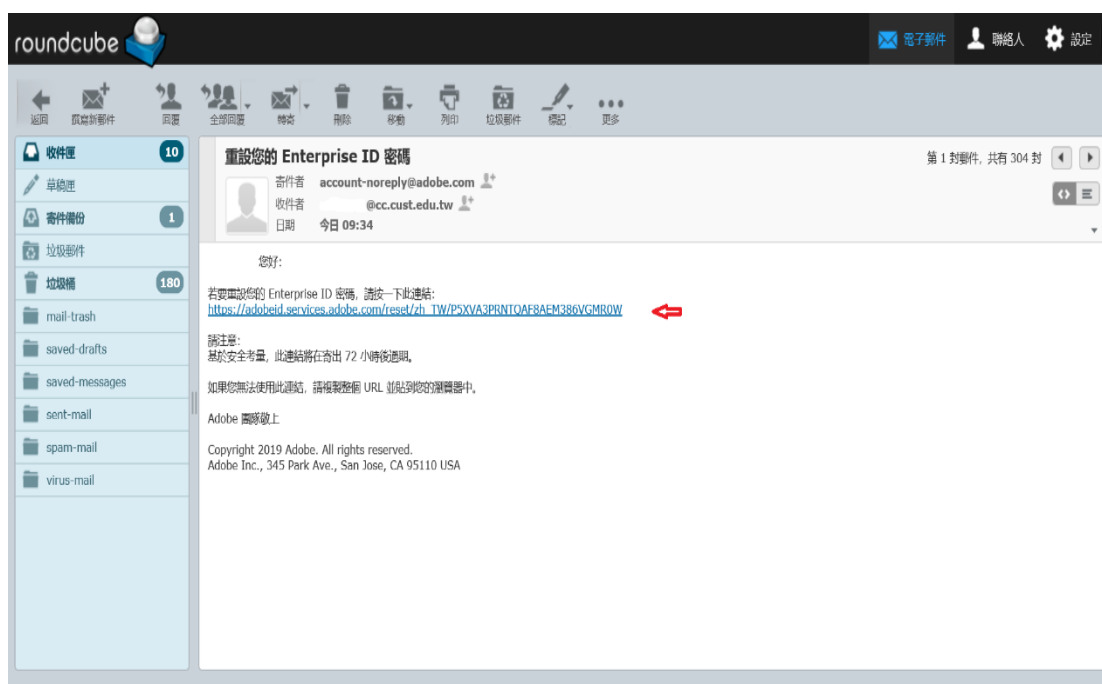 roundcube
電子郵件 聯絡人 設定
返回 撰寫新郵件 回覆 全部回覆 轉寄 刪除 移動 列印 垃圾郵件 標記 更多
收件匣 10
草稿匣
寄件備份 1
垃圾郵件
垃圾桶 180
mail-trash
saved-drafts
saved-messages
sent-mail
spam-mail
virus-mail
重設您的 Enterprise ID 密碼
第 1 封郵件，共有 304 封
寄件者 account-noreply@adobe.com
收件者 @cc.cust.edu.tw
日期 今日 09:34
您好：
若要重設您的 Enterprise ID 密碼，請按一下此連結：
https://adobeid.services.adobe.com/reset/zh_TW/P5XVA3PRNTQAF8AEM386VGMR0W
請注意：
基於安全考量，此連結將在寄出 72 小時後過期。
如果您無法使用此連結，請複製整個 URL 並貼到您的瀏覽器中。
Adobe 團隊敬上
Copyright 2019 Adobe. All rights reserved.
Adobe Inc., 345 Park Ave., San Jose, CA 95110 USA